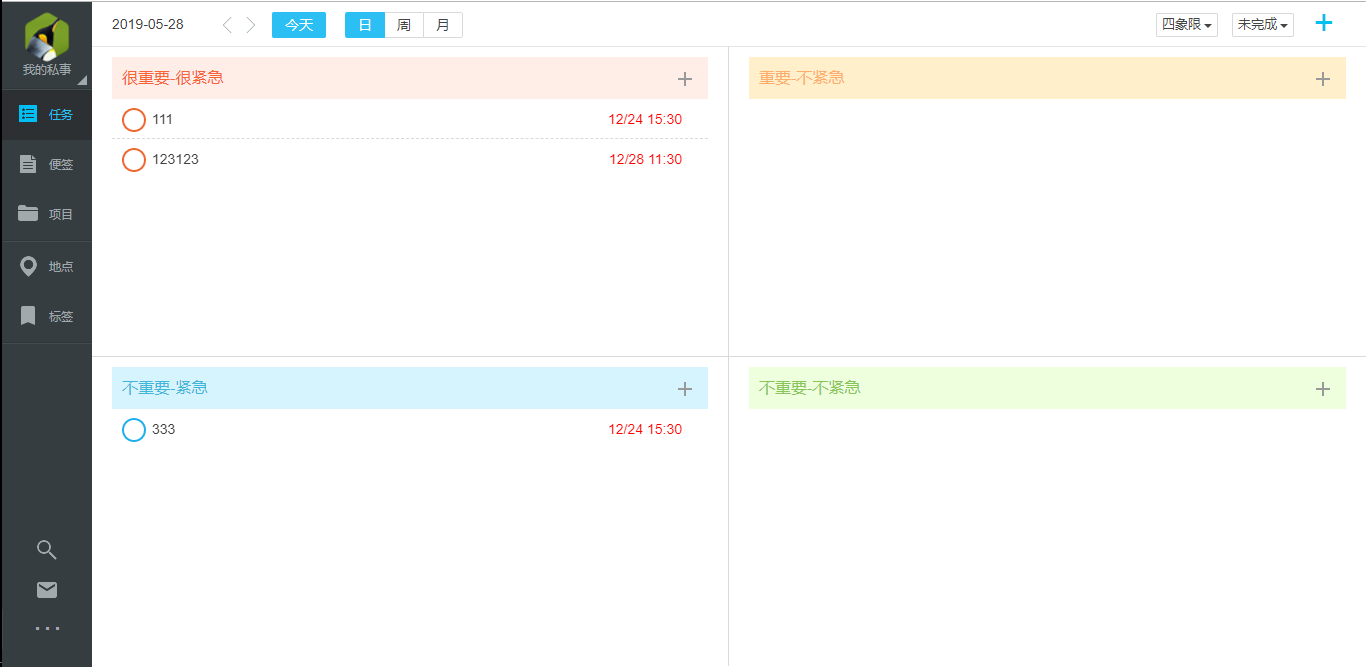 2019-05-28 今天 日 周 月 四象限 未完成
我的私事
任务
便签
项目
地点
标签
很重要-很紧急
111 12/24 15:30
123123 12/28 11:30
重要-不紧急
不重要-紧急
333 12/24 15:30
不重要-不紧急